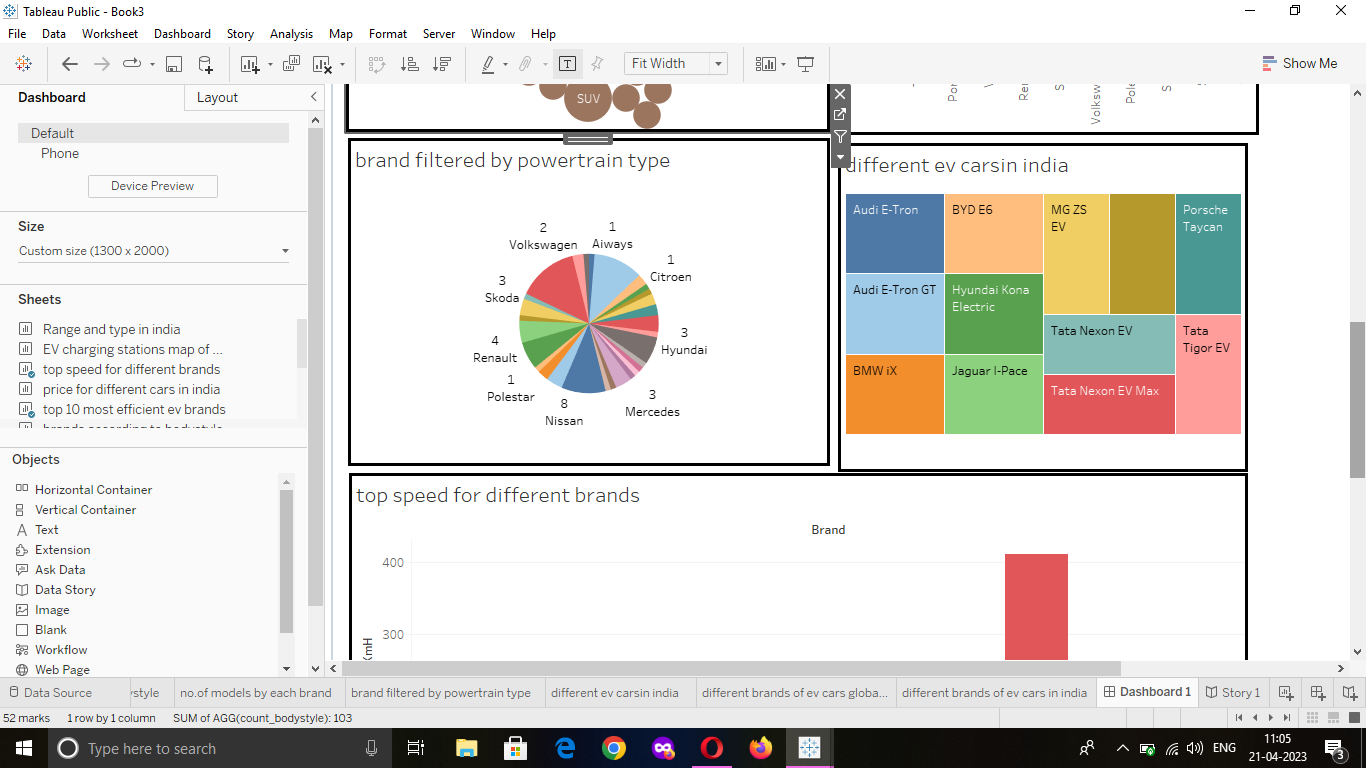 Tableau Public - Book3
File Data Worksheet Dashboard Story Analysis Map Format Server Window Help
Fit Width
Show Me
Dashboard
Layout
Default
Phone
Device Preview
Size
Custom size (1300 x 2000)
Sheets
Range and type in india
EV charging stations map of ...
top speed for different brands
price for different cars in india
top 10 most efficient ev brands
brands according to bodystyle
Objects
Horizontal Container
Vertical Container
Text
Extension
Ask Data
Data Story
Image
Blank
Workflow
Web Page
SUV
Volksw
brand filtered by powertrain type
2
Volkswagen
1
Aiways
1
Citroen
3
Skoda
3
Hyundai
4
Renault
1
Polestar
8
Nissan
3
Mercedes
different ev carsin india
Audi E-Tron
BYD E6
MG ZS
EV
Porsche
Taycan
Audi E-Tron GT
Hyundai Kona
Electric
Tata Nexon EV
Tata
Tigor EV
BMW iX
Jaguar I-Pace
Tata Nexon EV Max
top speed for different brands
Brand
400
300
KmH
Data Source
ystyle
no.of models by each brand
brand filtered by powertrain type
different ev carsin india
different brands of ev cars globa...
different brands of ev cars in india
Dashboard 1
Story 1
52 marks 1 row by 1 column SUM of AGG(count_bodystyle): 103
Type here to search
ENG
11:05
21-04-2023
3